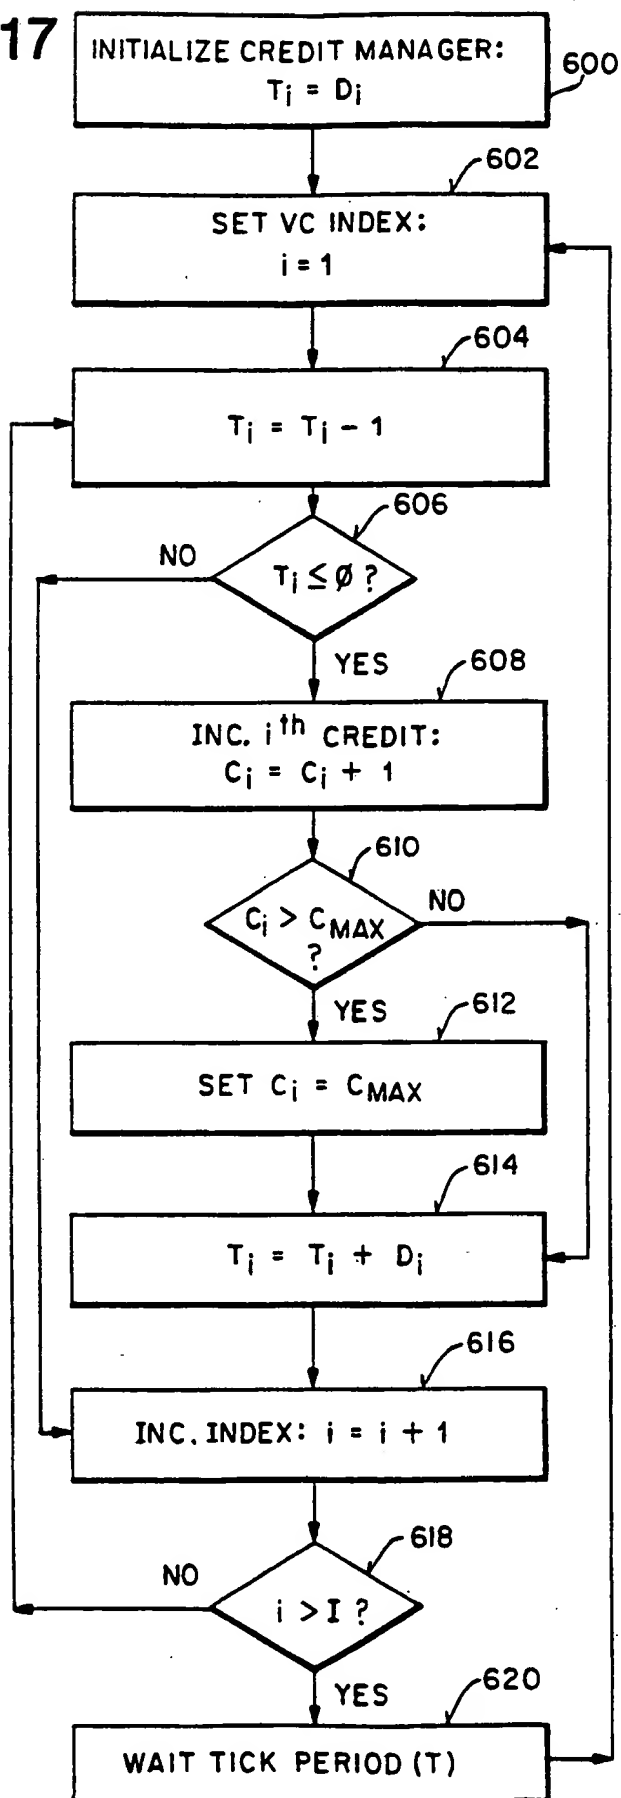 17
INITIALIZE CREDIT MANAGER:
Ti = Di
600
602
SET VC INDEX:
i = 1
604
Ti = Ti - 1
606
NO
Ti ≤ Ø ?
YES
608
INC. ith CREDIT:
Ci = Ci + 1
610
NO
Ci > CMAX
?
YES
612
SET Ci = CMAX
614
Ti = Ti + Di
616
INC. INDEX: i = i + 1
618
NO
i > I ?
YES
620
WAIT TICK PERIOD (T)